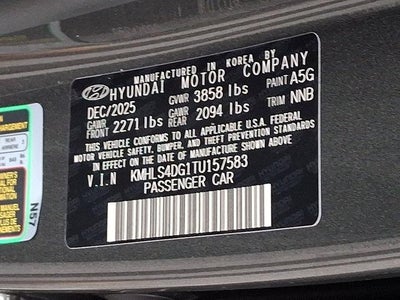 MANUFACTURED IN KOREA BY
HYUNDAI MOTOR COMPANY
DEC/2025 GVWR 3858 lbs PAINT A5G
GAWR FRONT 2271 lbs GAWR REAR 2094 lbs TRIM NNB
THIS VEHICLE CONFORMS TO ALL APPLICABLE U.S.A. FEDERAL
MOTOR VEHICLE SAFETY, BUMPER, AND THEFT PREVENTION STANDARDS
IN EFFECT ON THE DATE OF MANUFACTURE SHOWN ABOVE
V.I.N KMHLS4DG1TU157583
PASSENGER CAR
N57